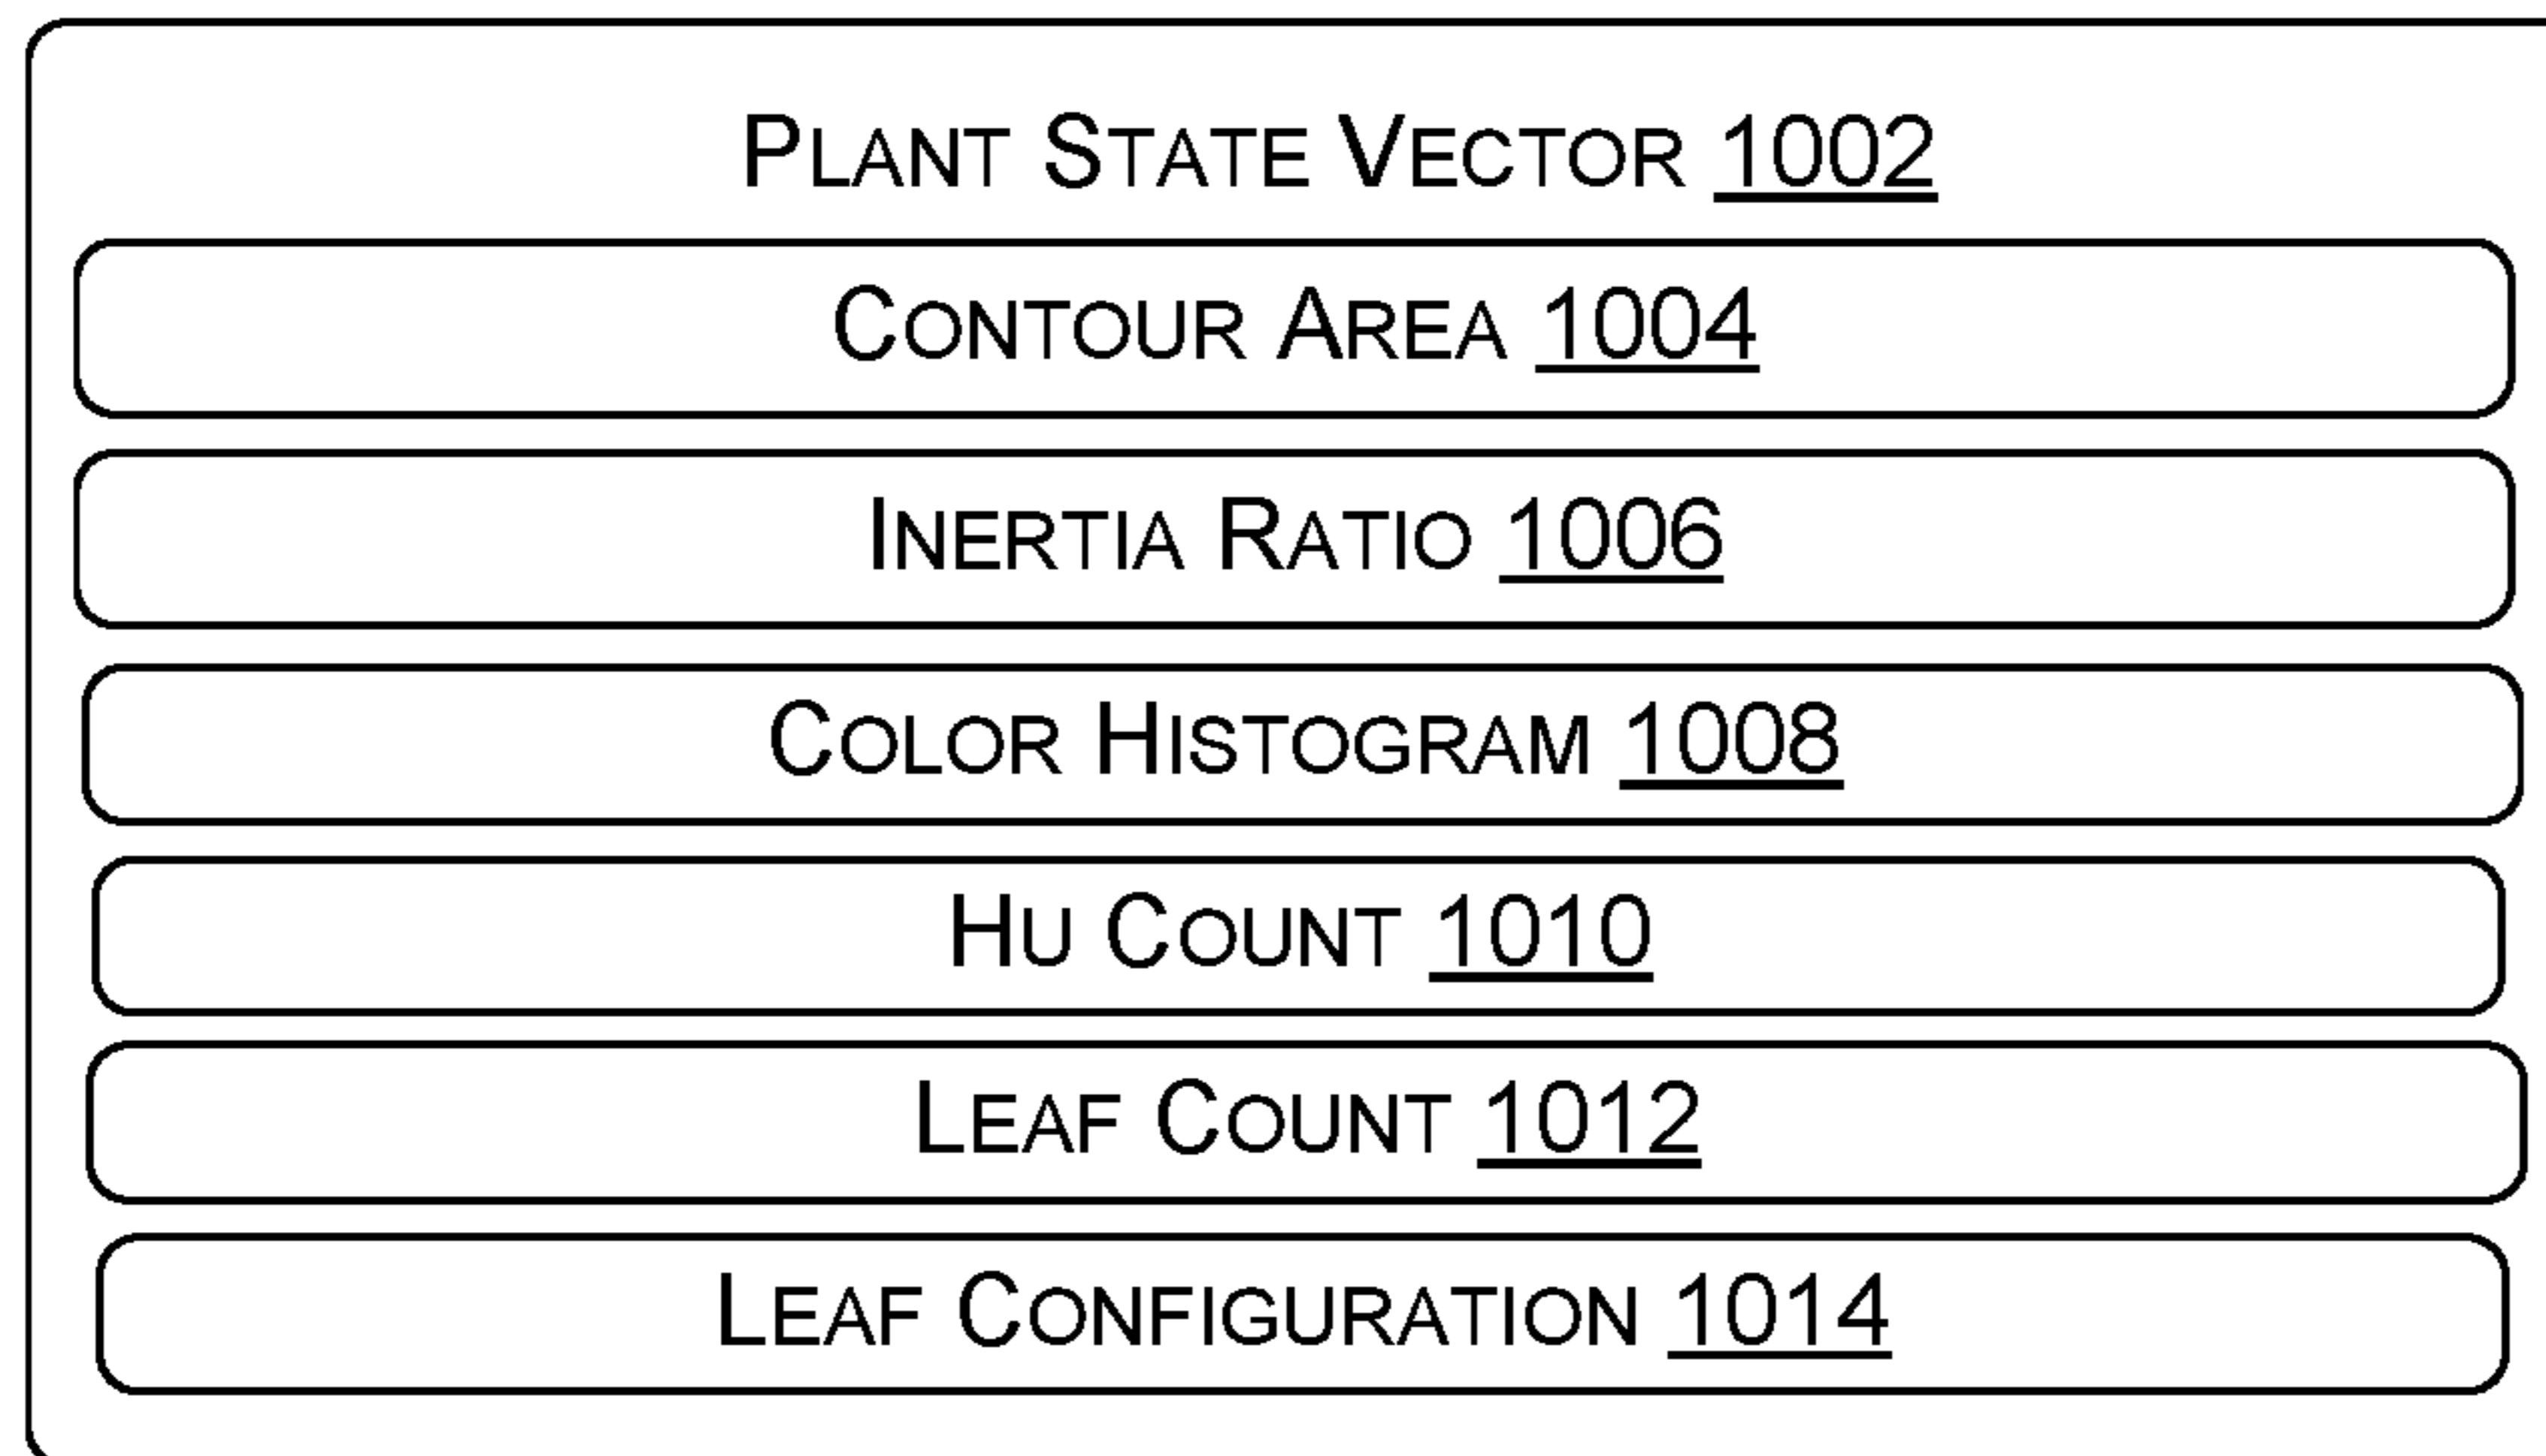 PLANT STATE VECTOR 1002
CONTOUR AREA 1004
INERTIA RATIO 1006
COLOR HISTOGRAM 1008
HU COUNT 1010
LEAF COUNT 1012
LEAF CONFIGURATION 1014